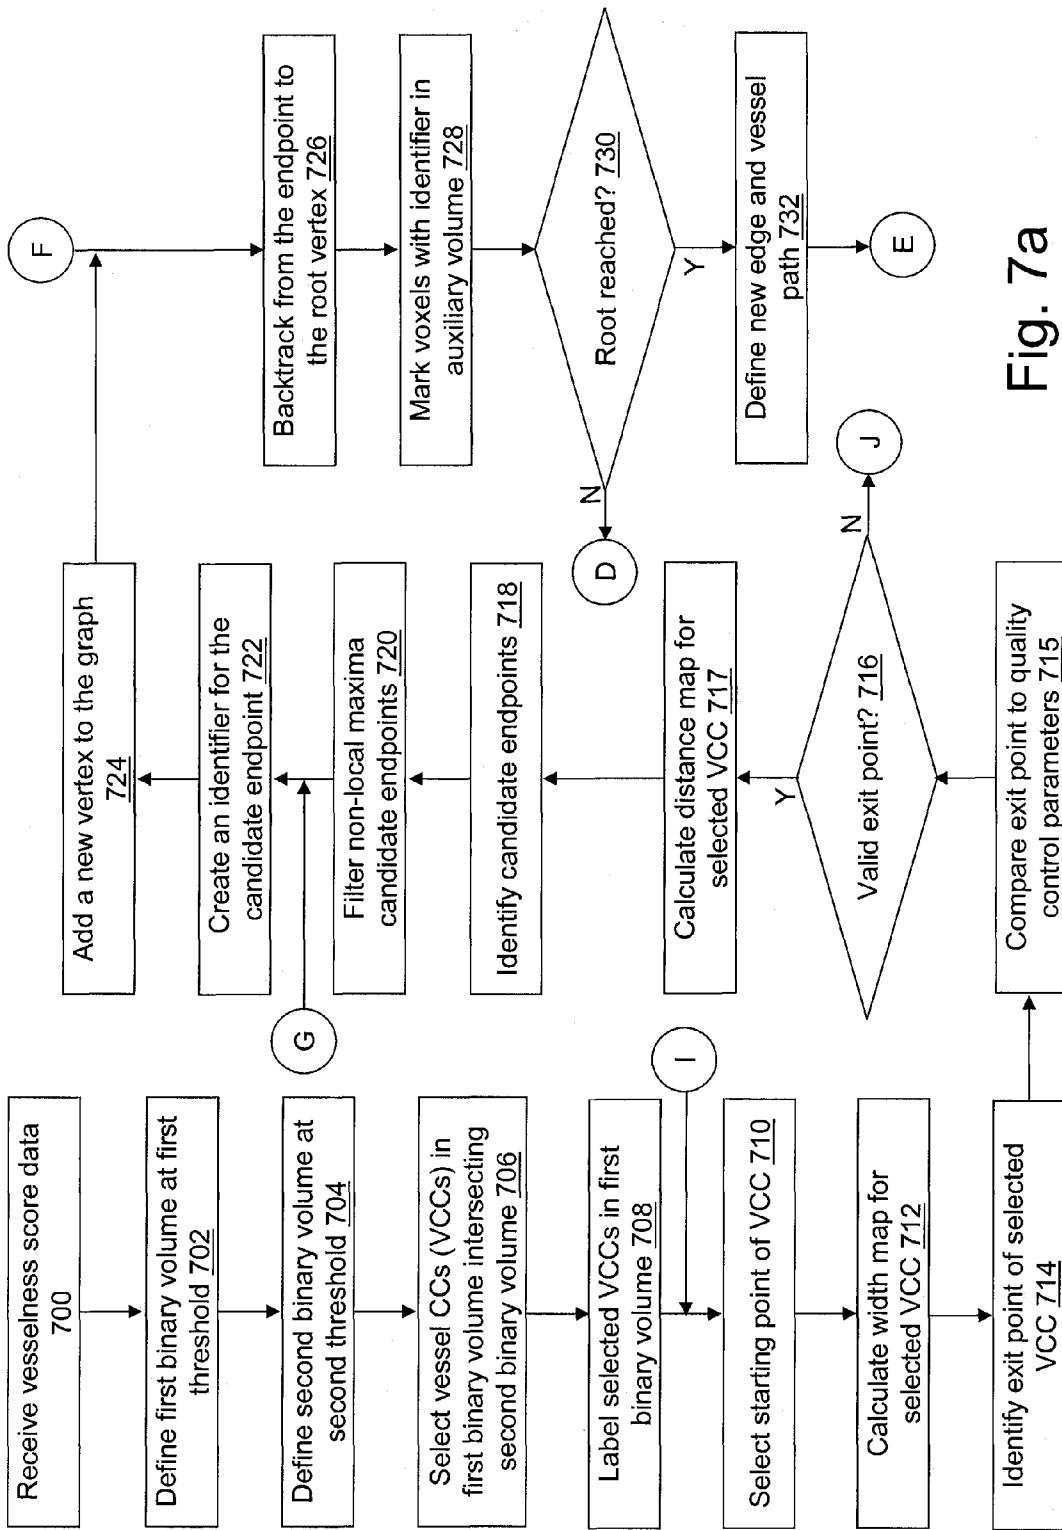 Receive vesselness score data
700
Define first binary volume at first
threshold 702
Define second binary volume at
second threshold 704
Select vessel CCs (VCCs) in
first binary volume intersecting
second binary volume 706
Label selected VCCs in first
binary volume 708
I
Select starting point of VCC 710
Calculate width map for
selected VCC 712
Identify exit point of selected
VCC 714
Compare exit point to quality
control parameters 715
Valid exit point? 716
N
J
Y
Calculate distance map for
selected VCC 717
Identify candidate endpoints 718
Filter non-local maxima
candidate endpoints 720
G
Create an identifier for the
candidate endpoint 722
Add a new vertex to the graph
724
F
Backtrack from the endpoint to
the root vertex 726
Mark voxels with identifier in
auxiliary volume 728
Root reached? 730
N
D
Y
Define new edge and vessel
path 732
E
Fig. 7a